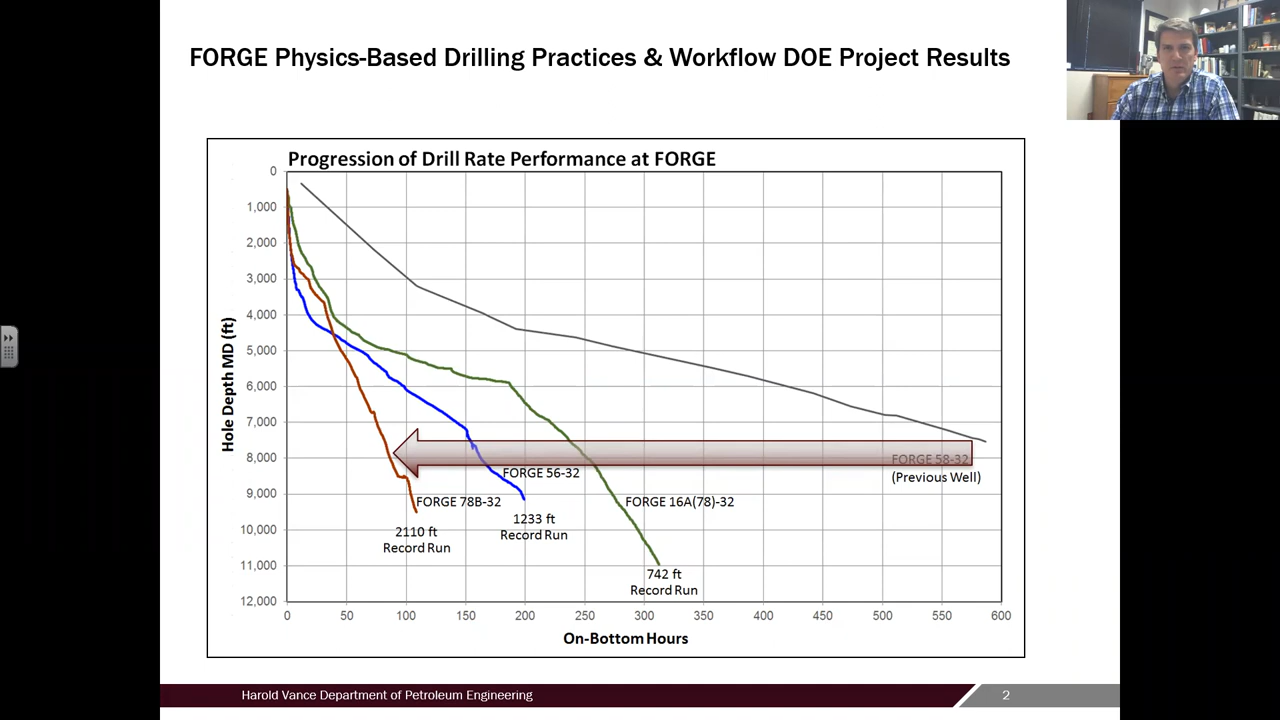 FORGE Physics-Based Drilling Practices & Workflow DOE Project Results
Progression of Drill Rate Performance at FORGE
0
1,000
2,000
3,000
4,000
5,000
6,000
7,000
8,000
9,000
10,000
11,000
12,000
Hole Depth MD (ft)
FORGE 58-32
(Previous Well)
FORGE 56-32
FORGE 78B-32
FORGE 16A(78)-32
1233 ft
Record Run
2110 ft
Record Run
742 ft
Record Run
0 50 100 150 200 250 300 350 400 450 500 550 600
On-Bottom Hours
Harold Vance Department of Petroleum Engineering
2